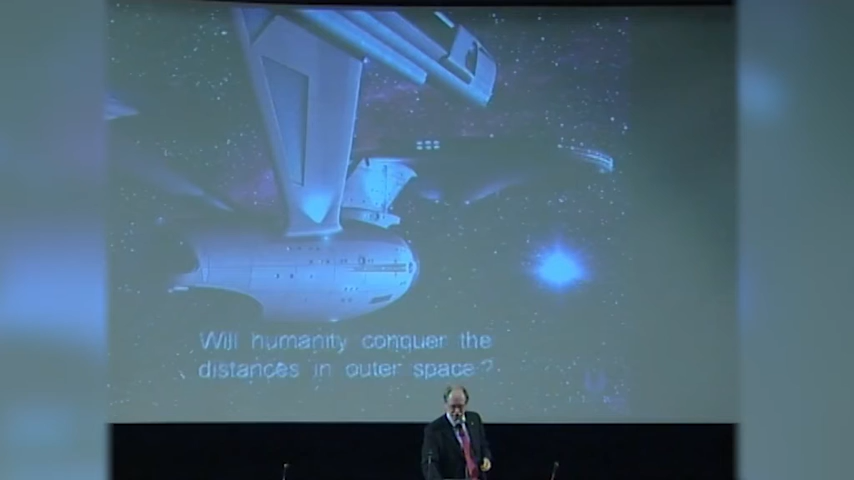 Will humanity conquer the
distances in outer space?